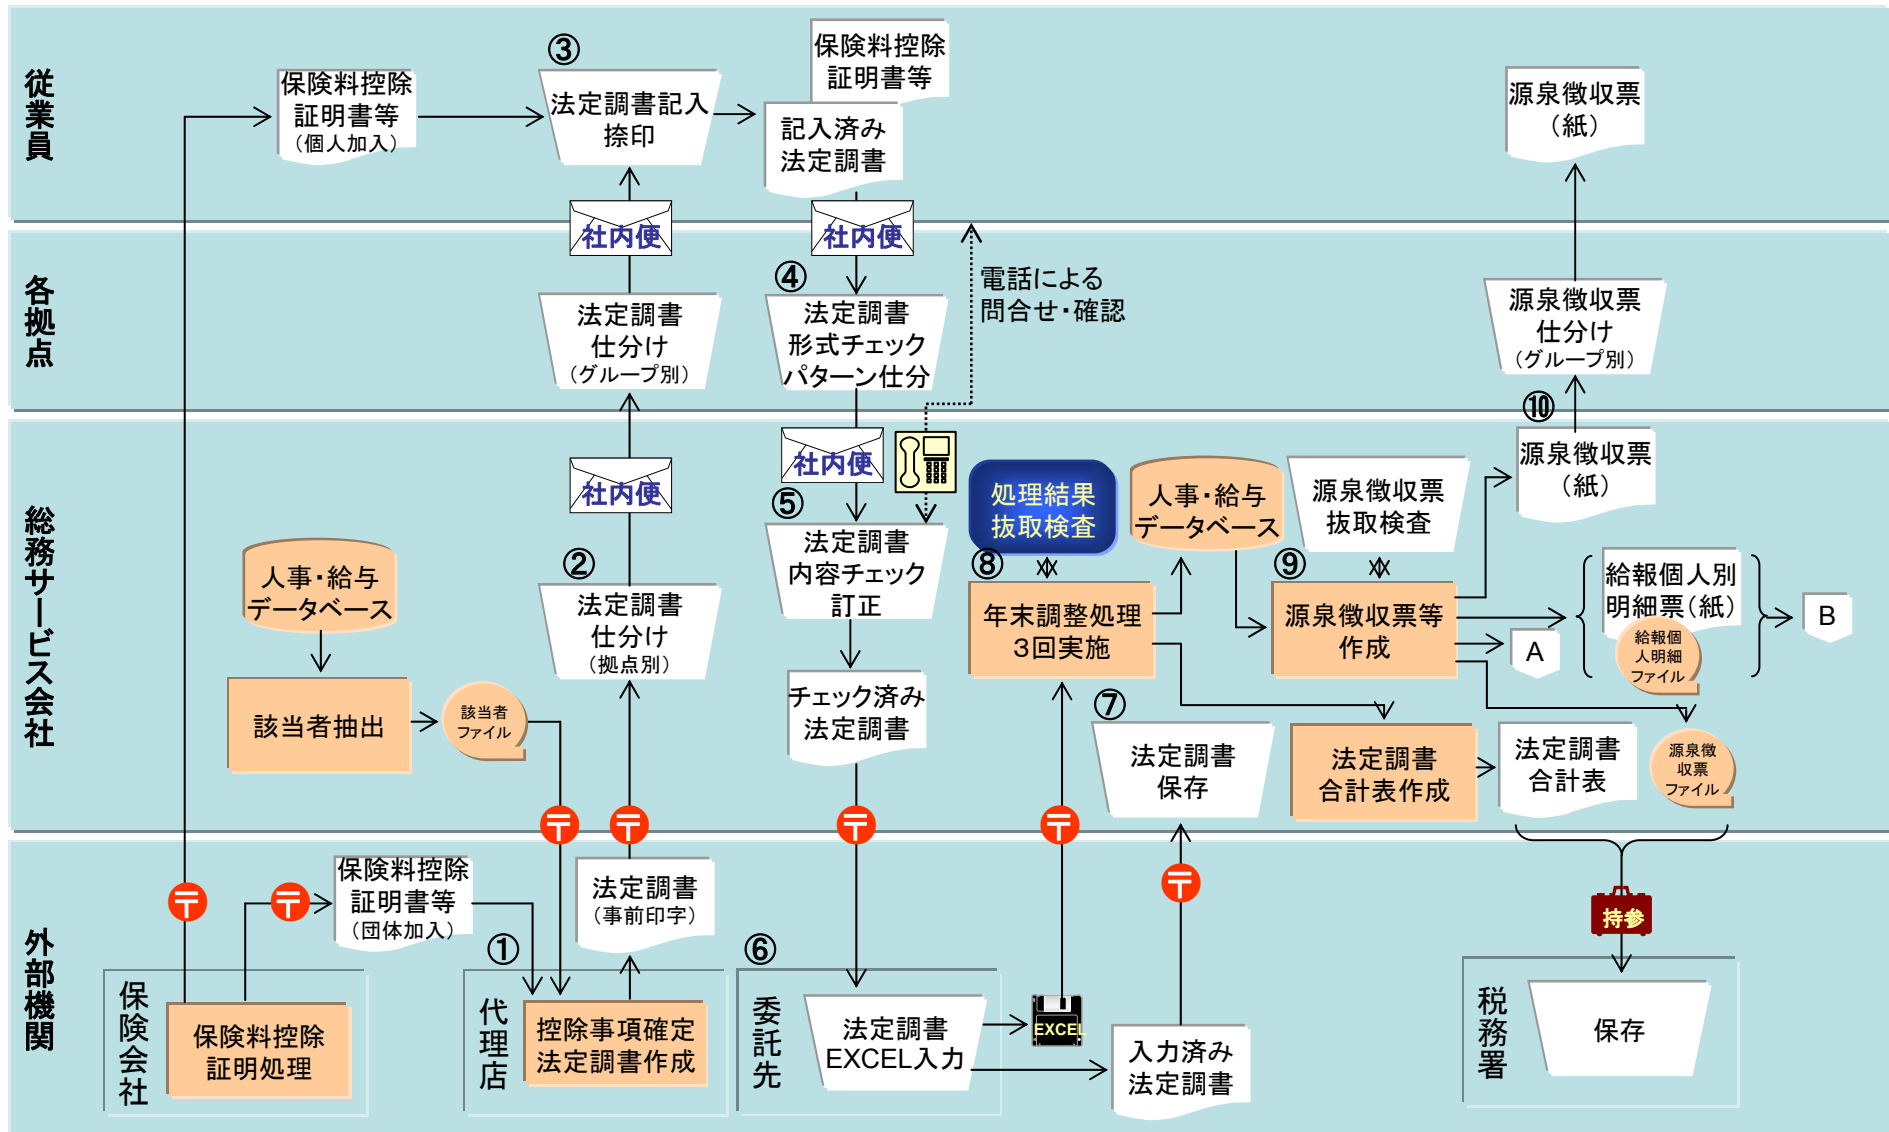 従業員
保険料控除
証明書等
(個人加入)
③
法定調書記入
捺印
保険料控除
証明書等
記入済み
法定調書
源泉徴収票
(紙)
社内便
社内便
各拠点
法定調書
仕分け
(グループ別)
④
法定調書
形式チェック
パターン仕分
電話による
問合せ・確認
源泉徴収票
仕分け
(グループ別)
⑩
総務サービス会社
人事・給与
データベース
該当者抽出
該当者
ファイル
社内便
②
法定調書
仕分け
(拠点別)
社内便
⑤
法定調書
内容チェック
訂正
チェック済み
法定調書
処理結果
抜取検査
⑧
年末調整処理
3回実施
人事・給与
データベース
源泉徴収票
抜取検査
⑨
源泉徴収票等
作成
源泉徴収票
(紙)
給報個人別
明細票(紙)
給報個
人明細
ファイル
A
B
⑦
法定調書
保存
法定調書
合計表作成
法定調書
合計表
源泉徴
収票
ファイル
〒
〒
〒
〒
外部機関
〒
〒
〒
保険会社
保険料控除
証明処理
保険料控除
証明書等
(団体加入)
①
代理店
控除事項確定
法定調書作成
法定調書
(事前印字)
⑥
委託先
法定調書
EXCEL入力
EXCEL
入力済み
法定調書
持参
税務署
保存